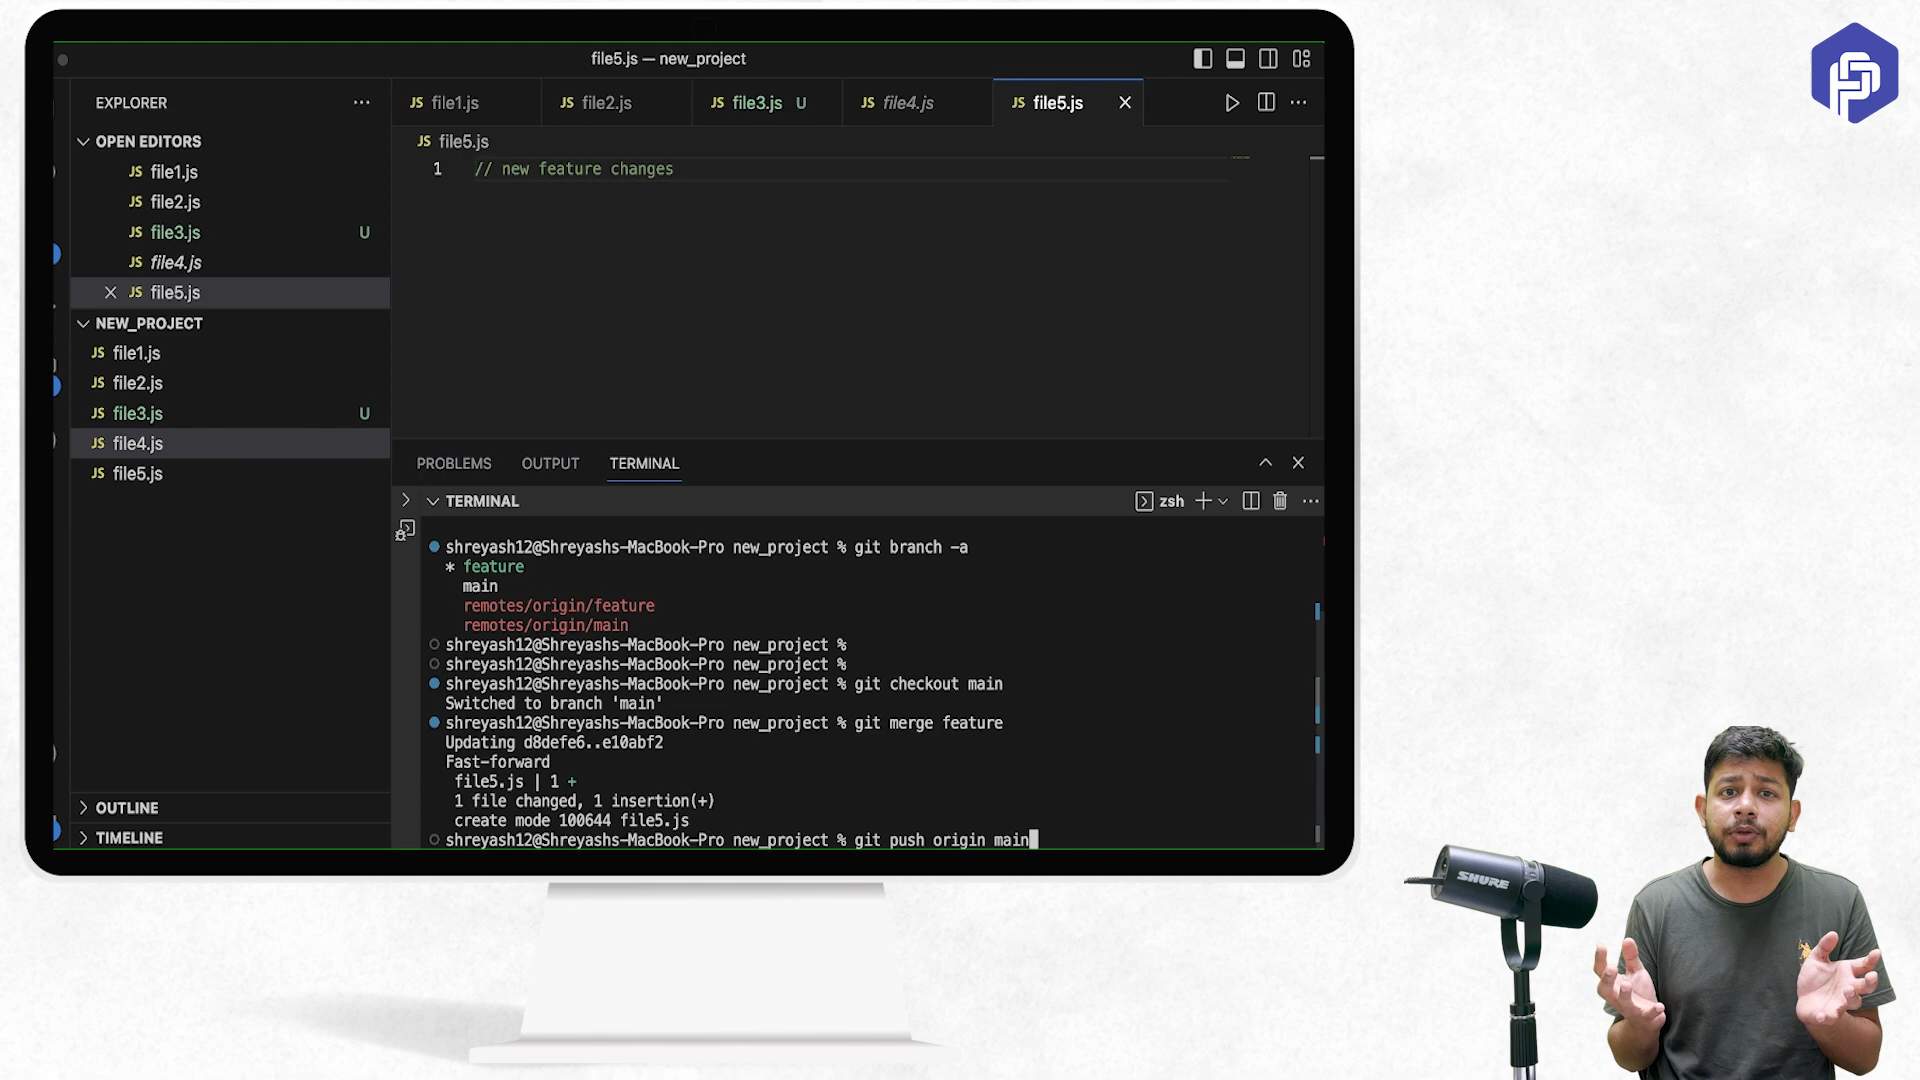 file5.js — new_project
EXPLORER
OPEN EDITORS
JS file1.js
JS file2.js
JS file3.js U
JS file4.js
JS file5.js
NEW_PROJECT
JS file1.js
JS file2.js
JS file3.js U
JS file4.js
JS file5.js
OUTLINE
TIMELINE
JS file1.js JS file2.js JS file3.js U JS file4.js JS file5.js
JS file5.js
1 // new feature changes
PROBLEMS OUTPUT TERMINAL
TERMINAL zsh
shreyash12@Shreyashs-MacBook-Pro new_project % git branch -a
* feature
main
remotes/origin/feature
remotes/origin/main
shreyash12@Shreyashs-MacBook-Pro new_project %
shreyash12@Shreyashs-MacBook-Pro new_project %
shreyash12@Shreyashs-MacBook-Pro new_project % git checkout main
Switched to branch 'main'
shreyash12@Shreyashs-MacBook-Pro new_project % git merge feature
Updating d8defe6..e10abf2
Fast-forward
file5.js | 1 +
1 file changed, 1 insertion(+)
create mode 100644 file5.js
shreyash12@Shreyashs-MacBook-Pro new_project % git push origin main
SHURE